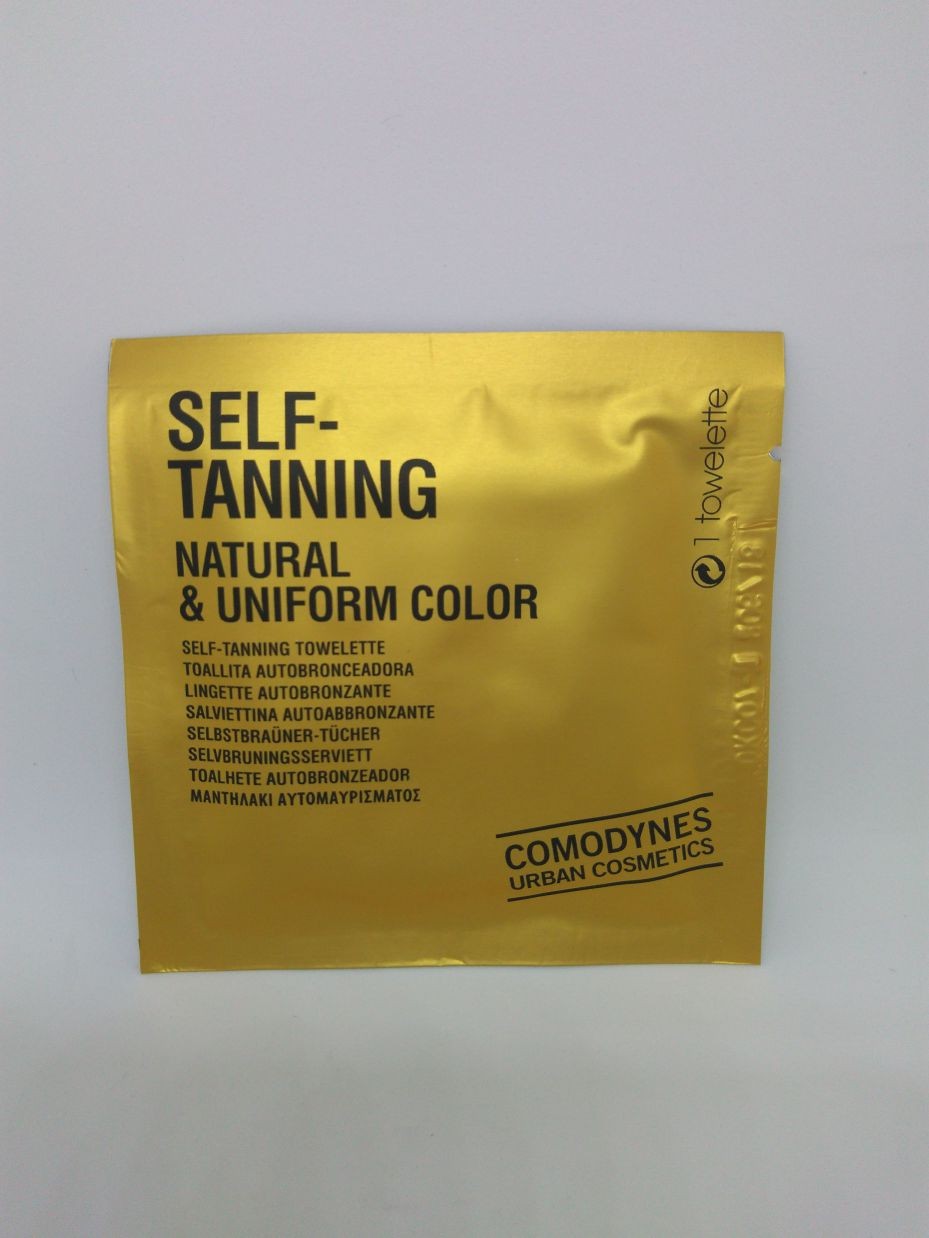 SELF-
TANNING
NATURAL
& UNIFORM COLOR
SELF-TANNING TOWELETTE
TOALLITA AUTOBRONCEADORA
LINGETTE AUTOBRONZANTE
SALVIETTINA AUTOABBRONZANTE
SELBSTBRAÜNER-TÜCHER
SELVBRUNINGSSERVIETT
TOALHETE AUTOBRONZEADOR
ΜΑΝΤΗΛΑΚΙ ΑΥΤΟΜΑΥΡΙΣΜΑΤΟΣ
COMODYNES
URBAN COSMETICS
1 towelette